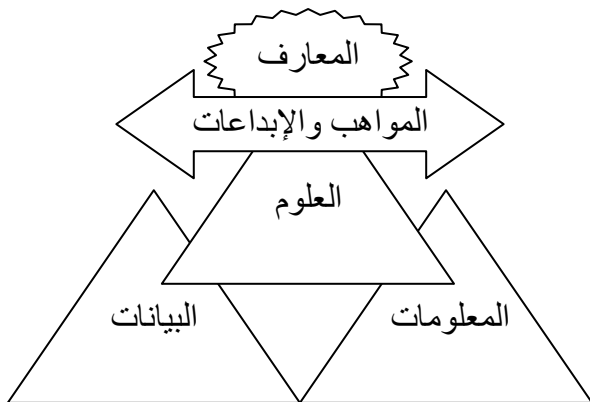 المعارف
المواهب والإبداعات
العلوم
المعلومات
البيانات